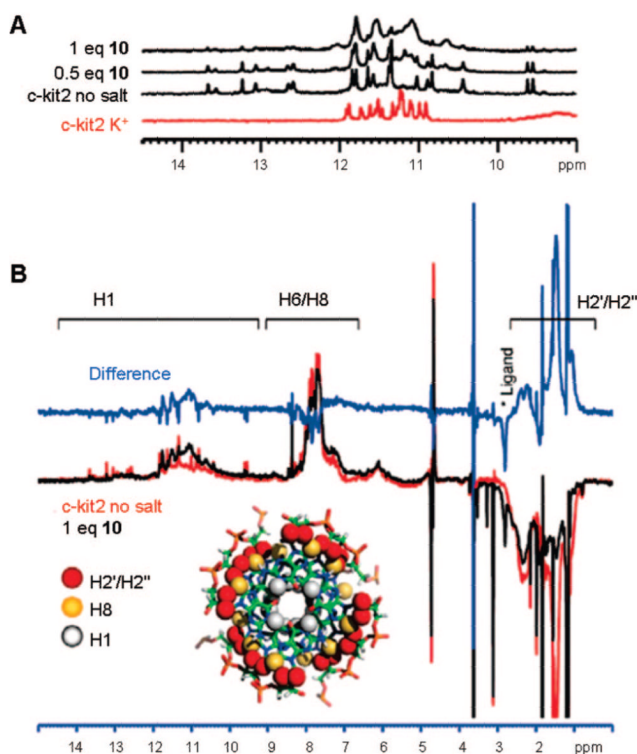 A
1 eq 10
0.5 eq 10
c-kit2 no salt
c-kit2 K⁺
14 13 12 11 10 ppm
B
H1 H6/H8 H2'/H2"
Difference
* Ligand
c-kit2 no salt
1 eq 10
H2'/H2"
H8
H1
14 13 12 11 10 9 8 7 6 5 4 3 2 ppm